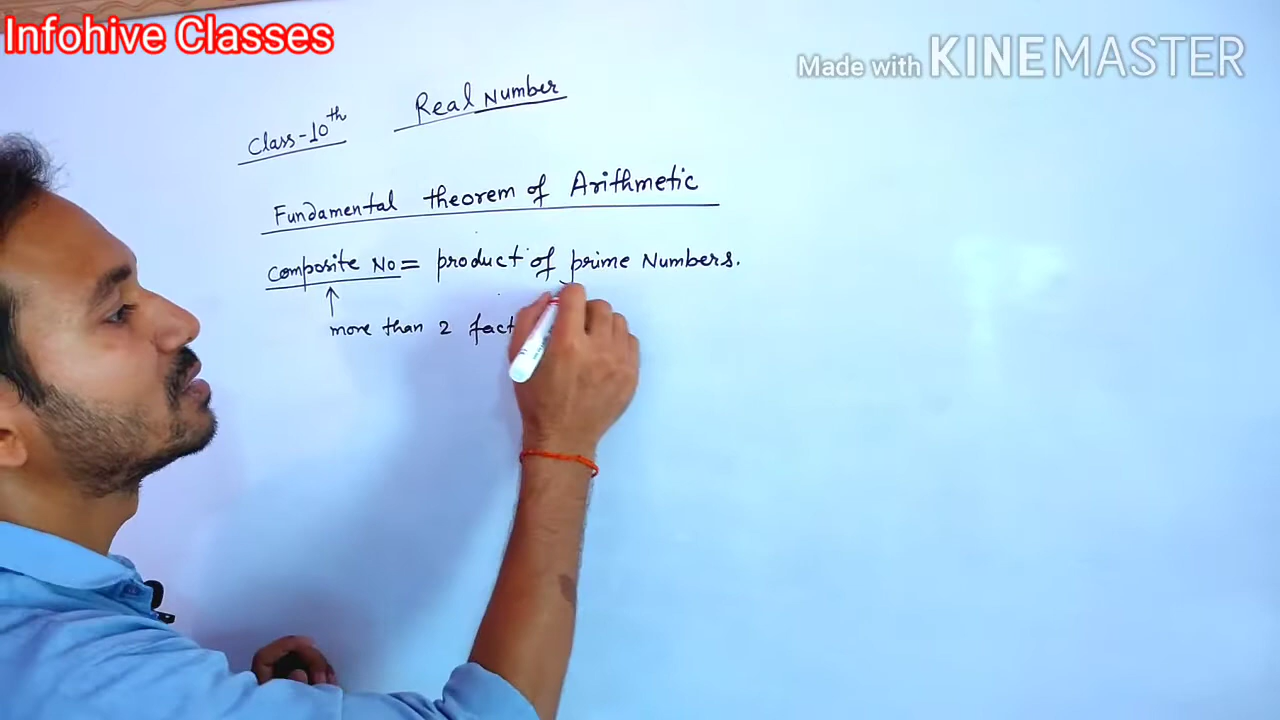 Infohive Classes
Made with KINEMASTER
Class-10th
Real Number
Fundamental theorem of Arithmetic
Composite No = product of prime Numbers.
more than 2 fact